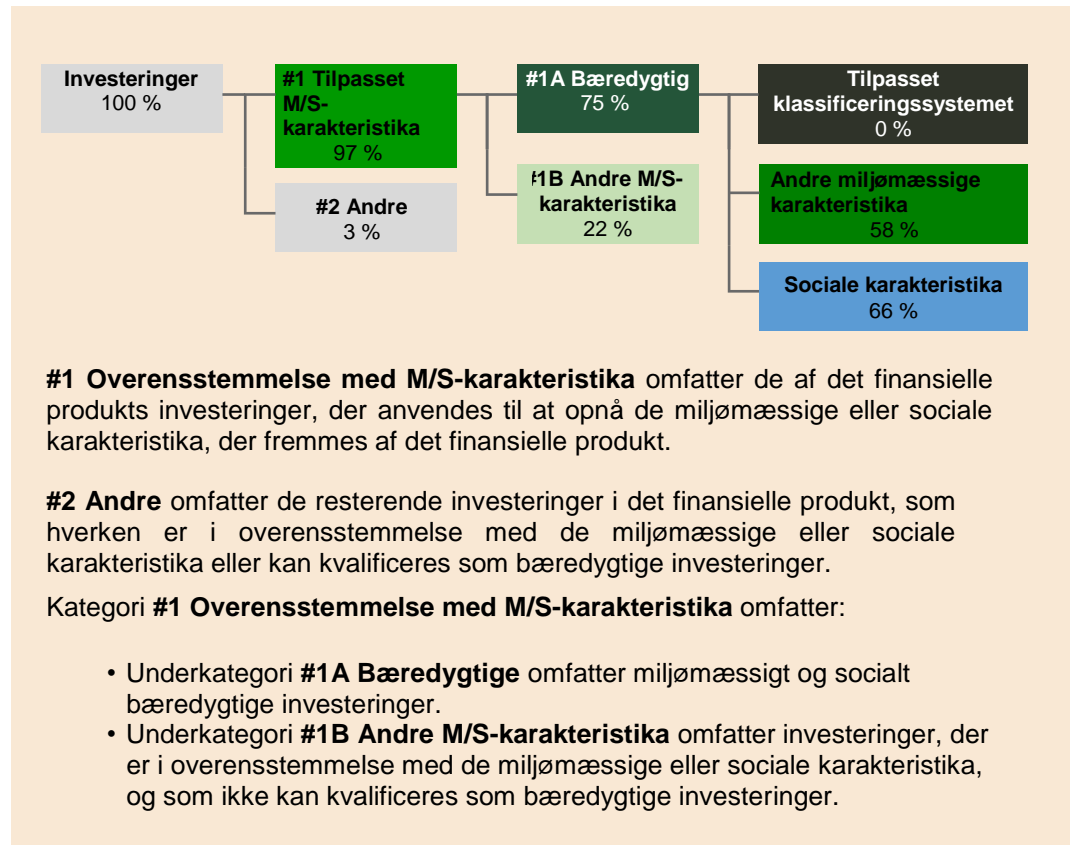 Investeringer
100 %
#1 Tilpasset
M/S-
karakteristika
97 %
#2 Andre
3 %
#1A Bæredygtig
75 %
#1B Andre M/S-
karakteristika
22 %
Tilpasset
klassificeringssystemet
0 %
Andre miljømæssige
karakteristika
58 %
Sociale karakteristika
66 %
#1 Overensstemmelse med M/S-karakteristika omfatter de af det finansielle
produkts investeringer, der anvendes til at opnå de miljømæssige eller sociale
karakteristika, der fremmes af det finansielle produkt.
#2 Andre omfatter de resterende investeringer i det finansielle produkt, som
hverken er i overensstemmelse med de miljømæssige eller sociale
karakteristika eller kan kvalificeres som bæredygtige investeringer.
Kategori #1 Overensstemmelse med M/S-karakteristika omfatter:
• Underkategori #1A Bæredygtige omfatter miljømæssigt og socialt
bæredygtige investeringer.
• Underkategori #1B Andre M/S-karakteristika omfatter investeringer, der
er i overensstemmelse med de miljømæssige eller sociale karakteristika,
og som ikke kan kvalificeres som bæredygtige investeringer.